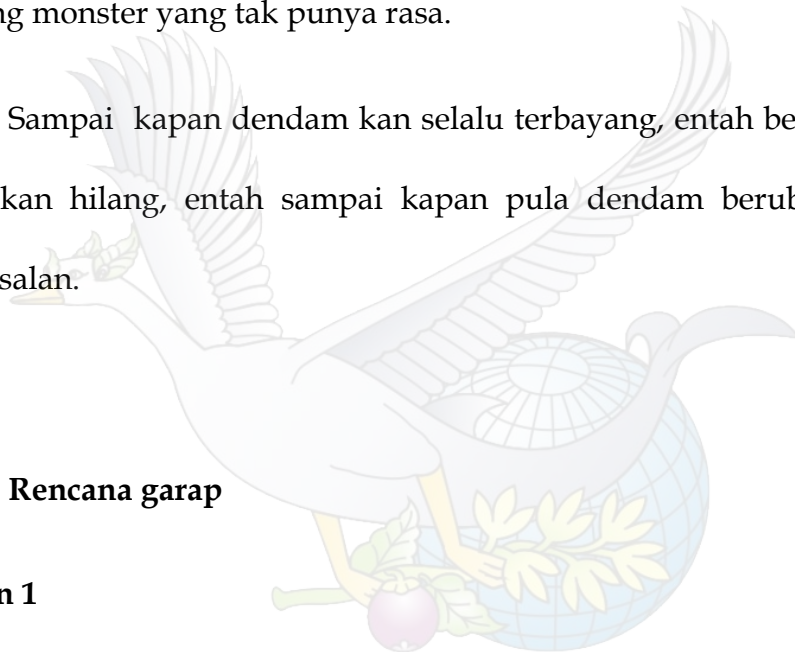 ng monster yang tak punya rasa.
Sampai kapan dendam kan selalu terbayang, entah be
kan hilang, entah sampai kapan pula dendam berub
salan.
Rencana garap
n 1